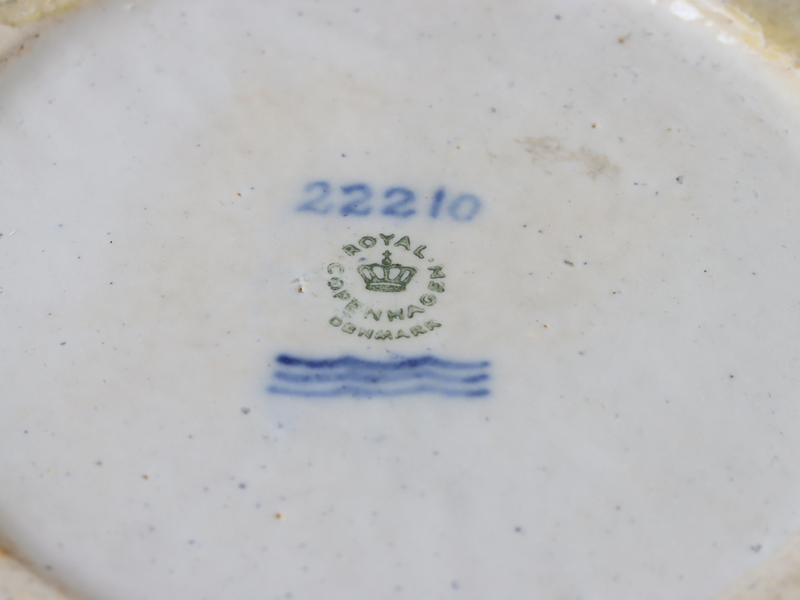 22210
ROYAL
COPENHAGEN
DENMARK